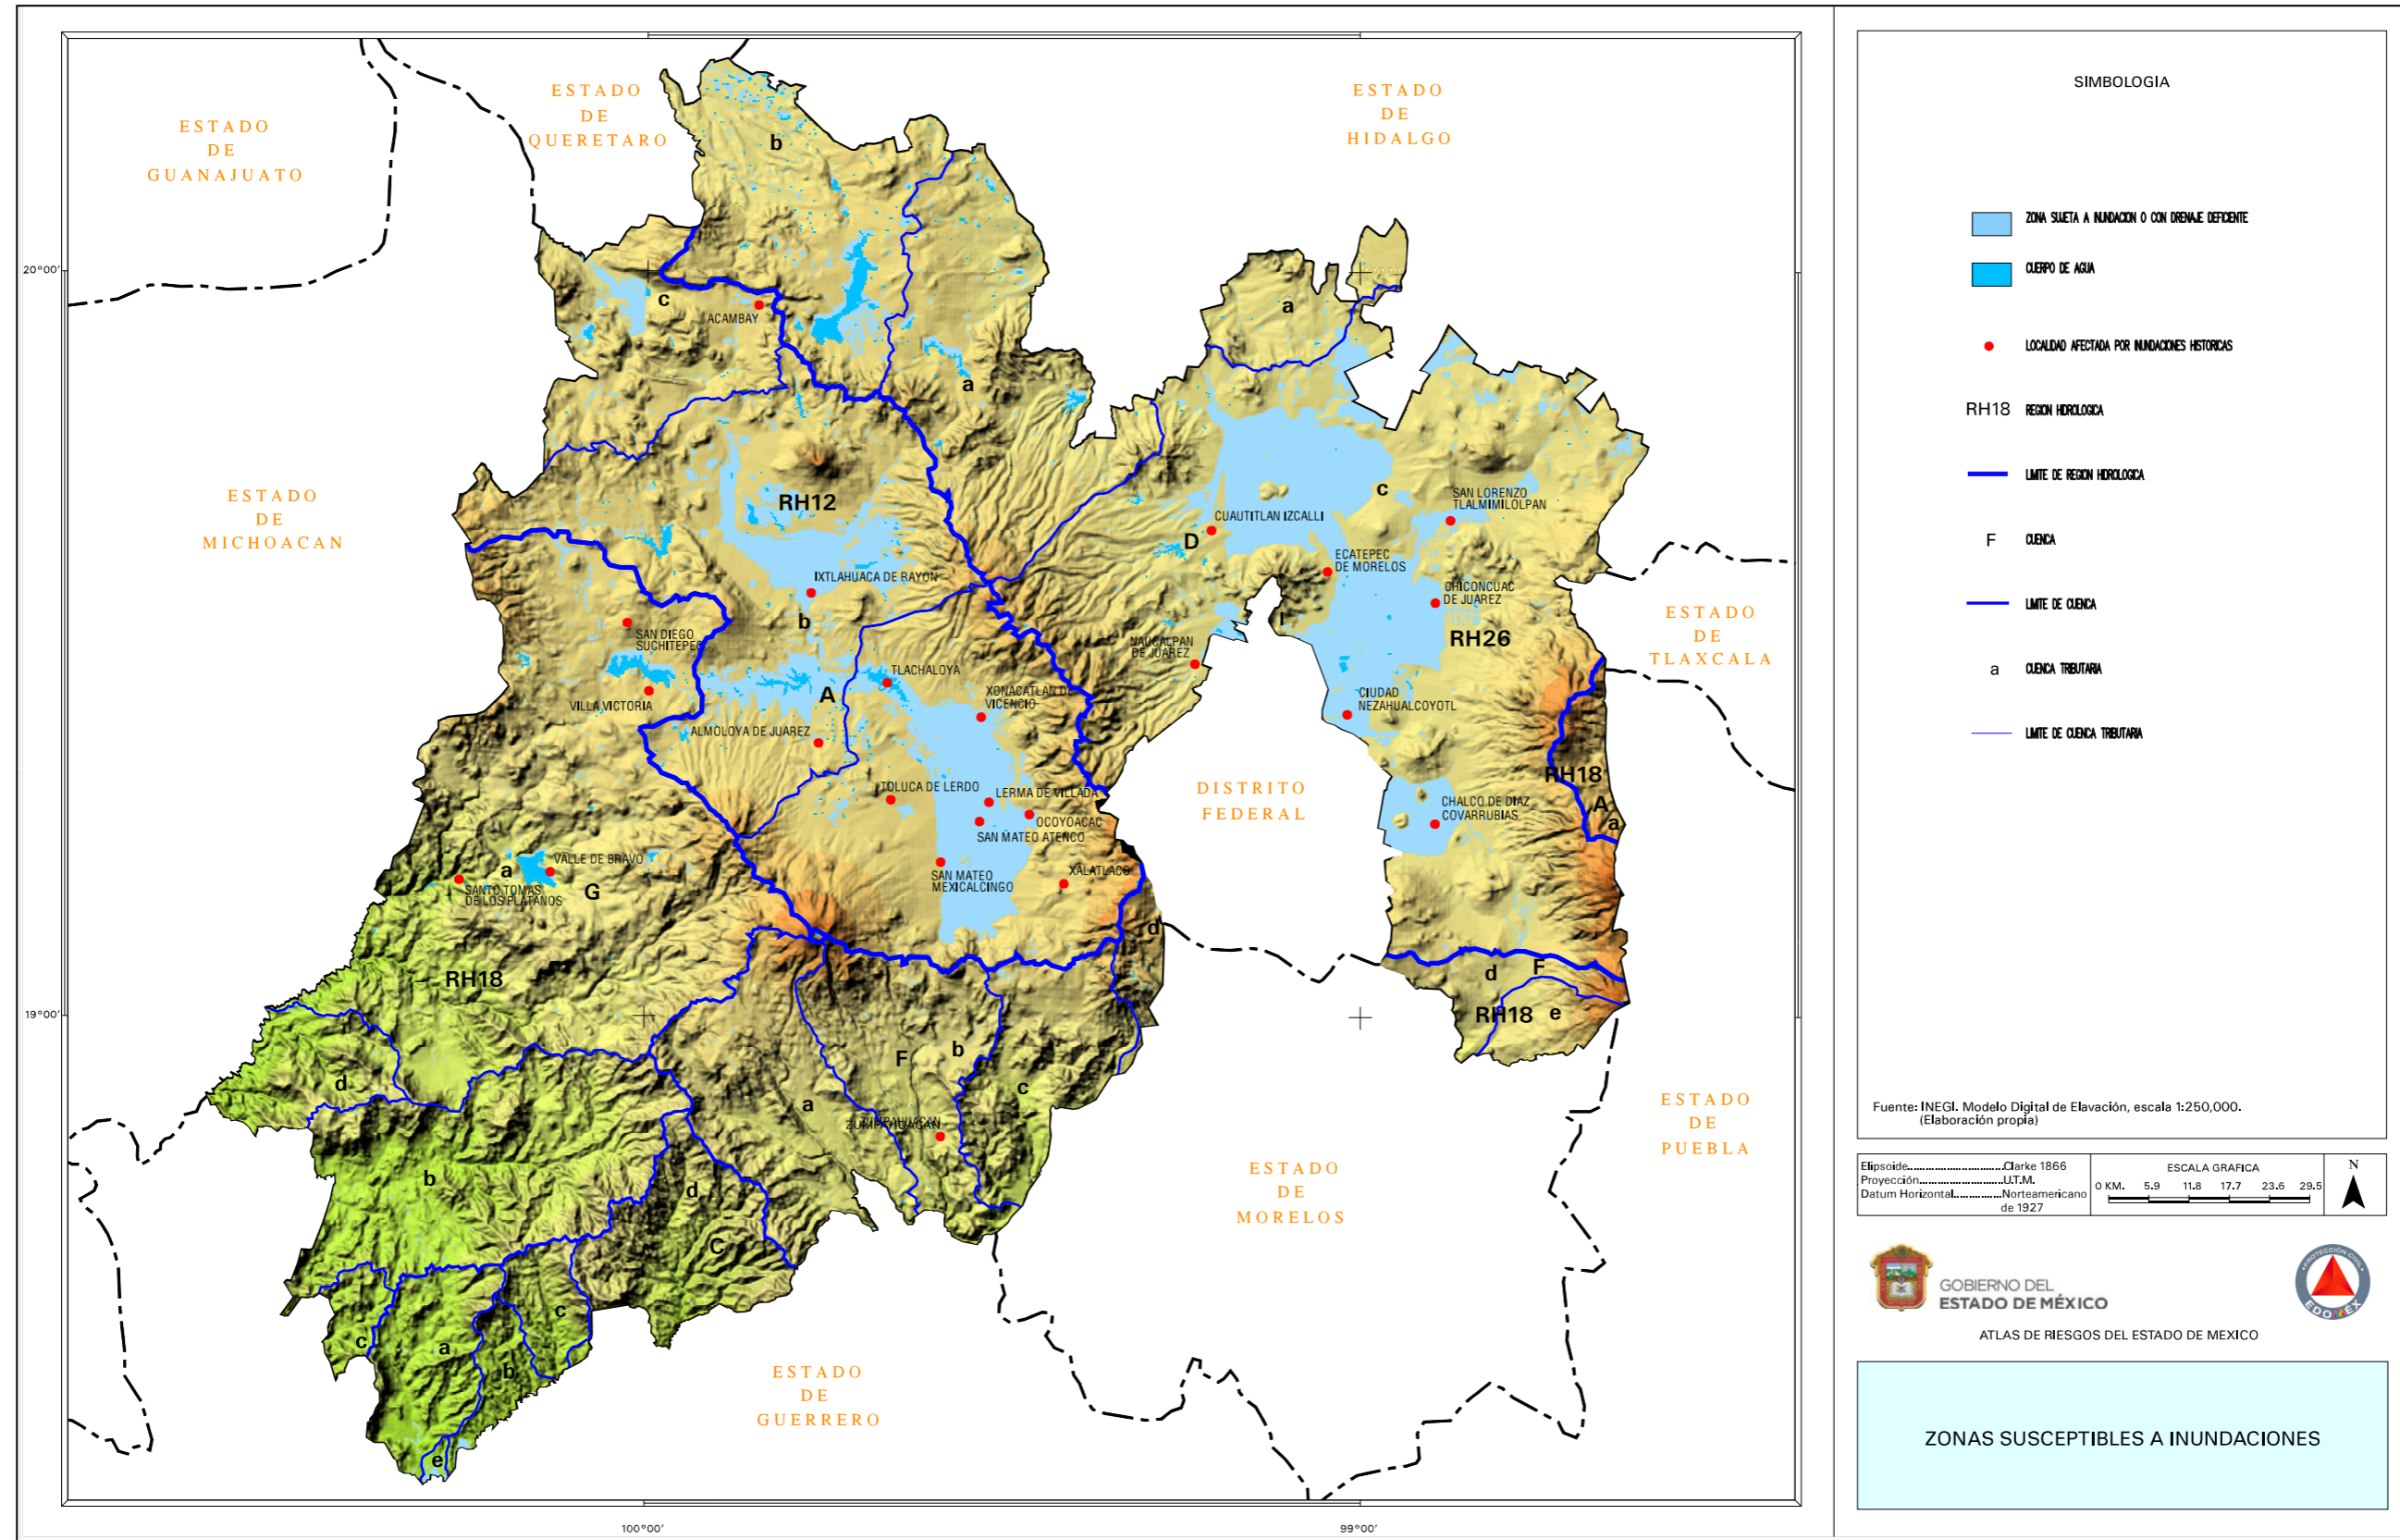 ESTADO
DE
GUANAJUATO
ESTADO
DE
QUERETARO
ESTADO
DE
HIDALGO
ESTADO
DE
MICHOACAN
ESTADO
DE
TLAXCALA
DISTRITO
FEDERAL
ESTADO
DE
PUEBLA
ESTADO
DE
MORELOS
ESTADO
DE
GUERRERO
20°00'
19°00'
100°00'
99°00'
b
c
ACAMBAY
a
a
RH12
c
SAN LORENZO
TLALMIMILOLPAN
CUAUTITLAN IZCALLI
D
ECATEPEC
DE MORELOS
IXTLAHUACA DE RAYON
CHICONCUAC
DE JUAREZ
b
SAN DIEGO
SUCHITEPEC
RH26
NAUCALPAN
DE JUAREZ
TLACHALOYA
A
XONACATLAN DE
VICENCIO
CIUDAD
NEZAHUALCOYOTL
VILLA VICTORIA
ALMOLOYA DE JUAREZ
RH18
TOLUCA DE LERDO
LERMA DE VILLADA
CHALCO DE DIAZ
COVARRUBIAS
A
a
OCOYOACAC
SAN MATEO ATENCO
VALLE DE BRAVO
a
G
SANTO TOMAS
DE LOS PLATANOS
SAN MATEO
MEXICALCINGO
XALATLACO
d
RH18
d
F
RH18
e
F
b
c
d
a
ZUMPAHUACAN
b
d
C
c
c
a
b
e
SIMBOLOGIA
ZONA SUJETA A INUNDACION O CON DRENAJE DEFICIENTE
CUERPO DE AGUA
LOCALIDAD AFECTADA POR INUNDACIONES HISTORICAS
RH18 REGION HIDROLOGICA
LIMITE DE REGION HIDROLOGICA
F CUENCA
LIMITE DE CUENCA
a CUENCA TRIBUTARIA
LIMITE DE CUENCA TRIBUTARIA
Fuente: INEGI. Modelo Digital de Elavación, escala 1:250,000.
(Elaboración propia)
Elipsoide..............................Clarke 1866
Proyección..........................U.T.M.
Datum Horizontal...............Norteamericano
de 1927
ESCALA GRAFICA
0 KM. 5.9 11.8 17.7 23.6 29.5
N
GOBIERNO DEL
ESTADO DE MÉXICO
PROTECCIÓN CIVIL
EDOMÉX
ATLAS DE RIESGOS DEL ESTADO DE MEXICO
ZONAS SUSCEPTIBLES A INUNDACIONES